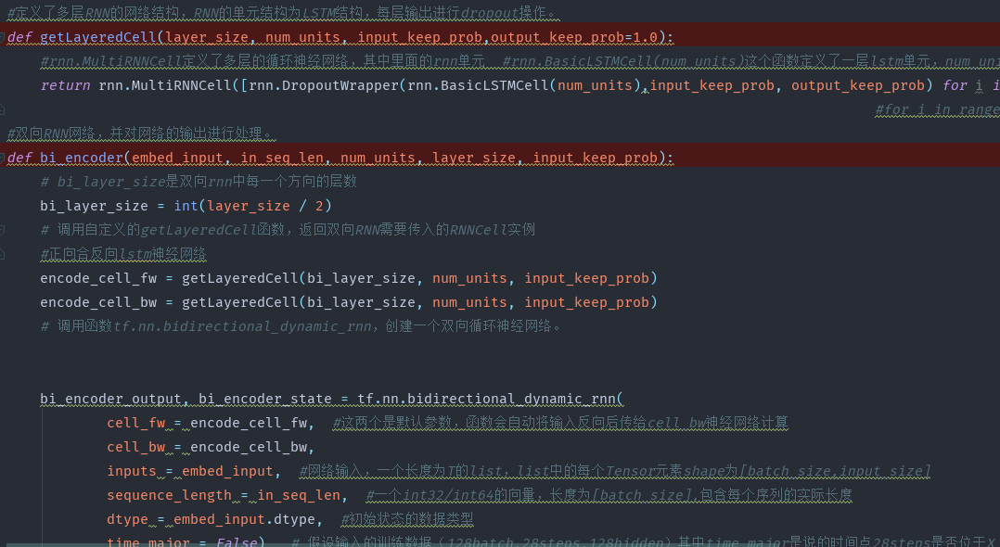 #定义了多层RNN的网络结构，RNN的单元结构为LSTM结构，每层输出进行dropout操作。
def getLayeredCell(layer_size, num_units, input_keep_prob,output_keep_prob=1.0):
#rnn.MultiRNNCell定义了多层的循环神经网络，其中里面的rnn单元  #rnn.BasicLSTMCell(num_units)这个函数定义了一层lstm单元，num_uni
return rnn.MultiRNNCell([rnn.DropoutWrapper(rnn.BasicLSTMCell(num_units),input_keep_prob, output_keep_prob) for i i
#for i in range
#双向RNN网络，并对网络的输出进行处理。
def bi_encoder(embed_input, in_seq_len, num_units, layer_size, input_keep_prob):
# bi_layer_size是双向rnn中每一个方向的层数
bi_layer_size = int(layer_size / 2)
# 调用自定义的getLayeredCell函数，返回双向RNN需要传入的RNNCell实例
#正向合反向lstm神经网络
encode_cell_fw = getLayeredCell(bi_layer_size, num_units, input_keep_prob)
encode_cell_bw = getLayeredCell(bi_layer_size, num_units, input_keep_prob)
# 调用函数tf.nn.bidirectional_dynamic_rnn，创建一个双向循环神经网络。
bi_encoder_output, bi_encoder_state = tf.nn.bidirectional_dynamic_rnn(
cell_fw = encode_cell_fw,  #这两个是默认参数，函数会自动将输入反向后传给cell_bw神经网络计算
cell_bw = encode_cell_bw,
inputs = embed_input,  #网络输入，一个长度为T的list，list中的每个Tensor元素shape为[batch_size,input_size]
sequence_length = in_seq_len,  #一个int32/int64的向量，长度为[batch_size],包含每个序列的实际长度
dtype = embed_input.dtype,  #初始状态的数据类型
time_major = False)   # 假设输入的训练数据（128batch,28steps,128hidden）其中time_major是说的时间点28steps是否位于X